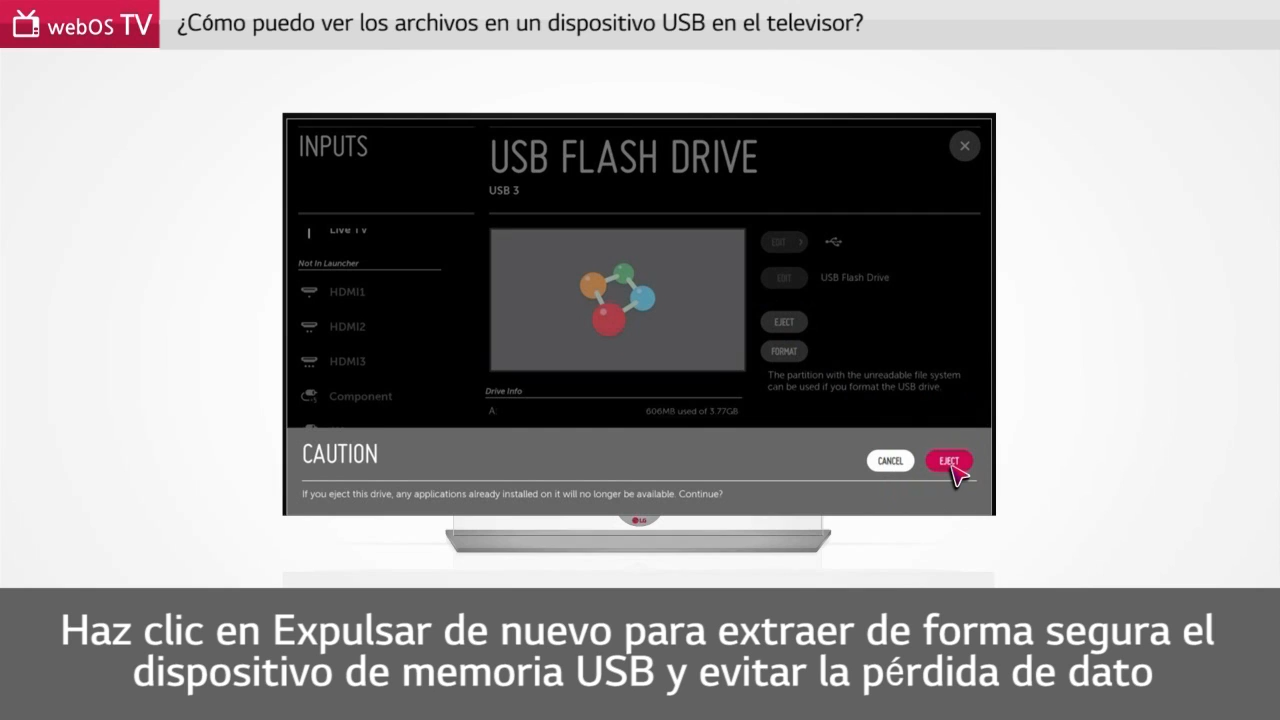 webOS TV
¿Cómo puedo ver los archivos en un dispositivo USB en el televisor?
INPUTS
USB FLASH DRIVE
USB 3
Live TV
Not In Launcher
HDMI1
HDMI2
HDMI3
Component
EDIT
EDIT
USB Flash Drive
EJECT
FORMAT
The partition with the unreadable file system
can be used if you format the USB drive.
Drive Info
A:
606MB used of 3.77GB
CAUTION
CANCEL
EJECT
If you eject this drive, any applications already installed on it will no longer be available. Continue?
LG
Haz clic en Expulsar de nuevo para extraer de forma segura el
dispositivo de memoria USB y evitar la pérdida de dato